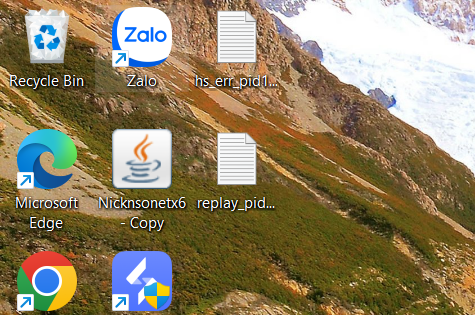 Zalo
Recycle Bin
Zalo
hs_err_pid1...
Microsoft
Edge
Nicknsonetx6
- Copy
replay_pid...